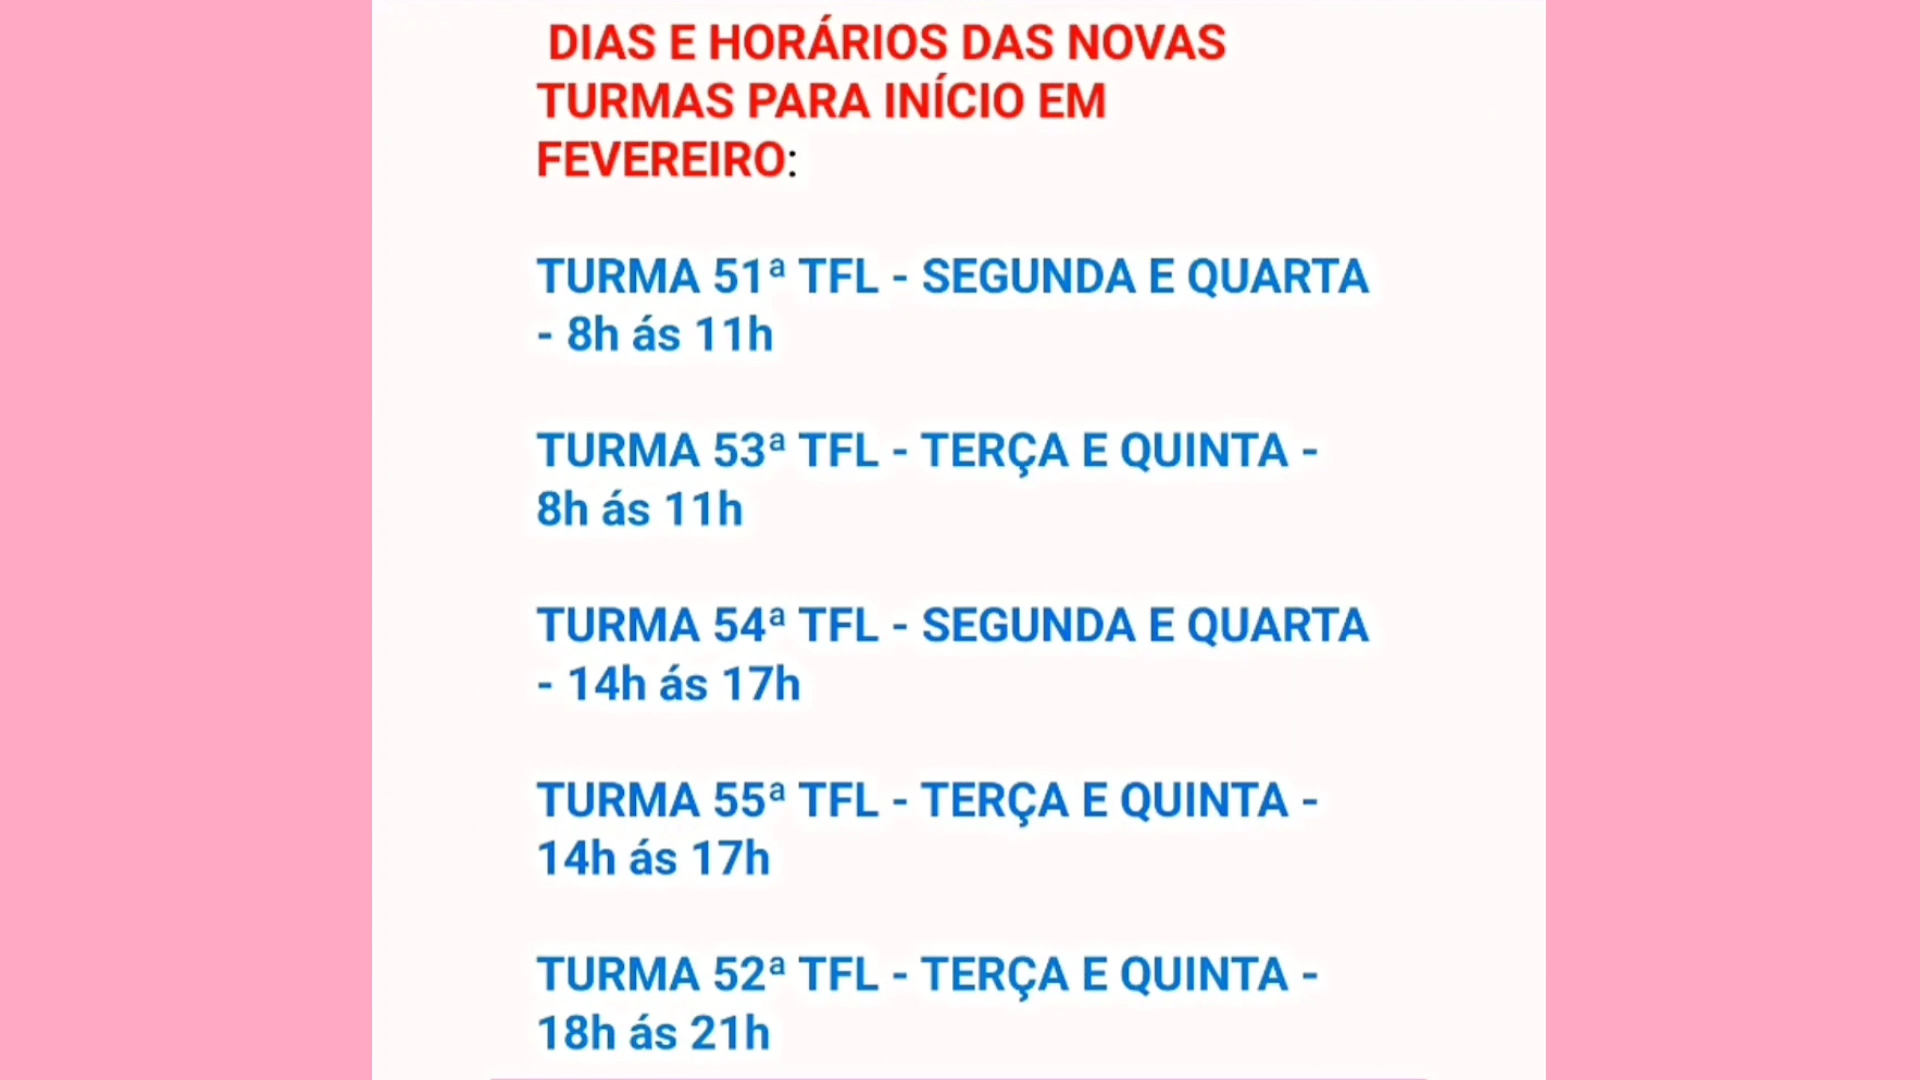 DIAS E HORÁRIOS DAS NOVAS
TURMAS PARA INÍCIO EM
FEVEREIRO:
TURMA 51ª TFL - SEGUNDA E QUARTA
- 8h ás 11h
TURMA 53ª TFL - TERÇA E QUINTA -
8h ás 11h
TURMA 54ª TFL - SEGUNDA E QUARTA
- 14h ás 17h
TURMA 55ª TFL - TERÇA E QUINTA -
14h ás 17h
TURMA 52ª TFL - TERÇA E QUINTA -
18h ás 21h